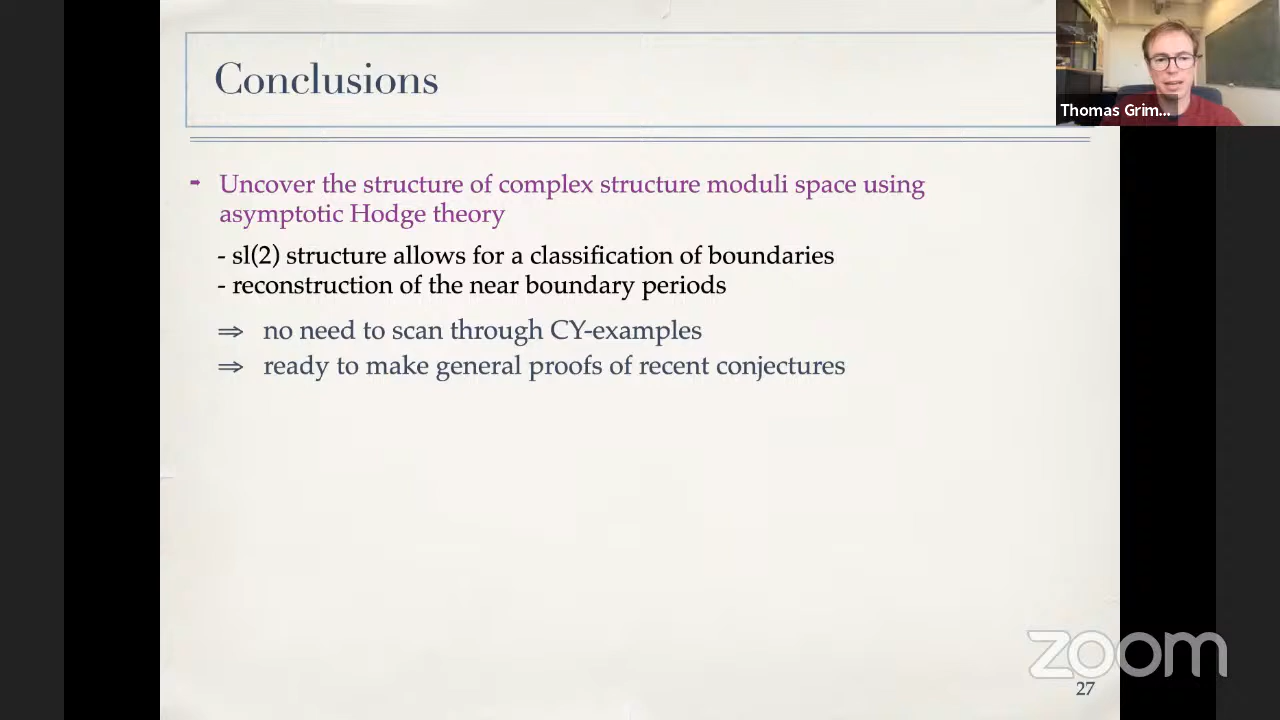 Conclusions
Thomas Grim...
Uncover the structure of complex structure moduli space using
asymptotic Hodge theory
- sl(2) structure allows for a classification of boundaries
- reconstruction of the near boundary periods
⇒ no need to scan through CY-examples
⇒ ready to make general proofs of recent conjectures
zoom
27